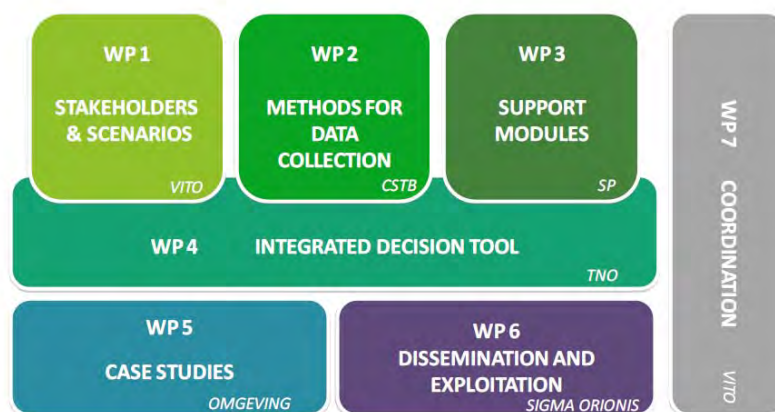 WP 1
STAKEHOLDERS
& SCENARIOS
VITO
WP 2
METHODS FOR
DATA
COLLECTION
CSTB
WP 3
SUPPORT
MODULES
SP
WP 4 INTEGRATED DECISION TOOL
TNO
WP 5
CASE STUDIES
OMGEVING
WP 6
DISSEMINATION AND
EXPLOITATION
SIGMA ORIONIS
WP 7 COORDINATION VITO